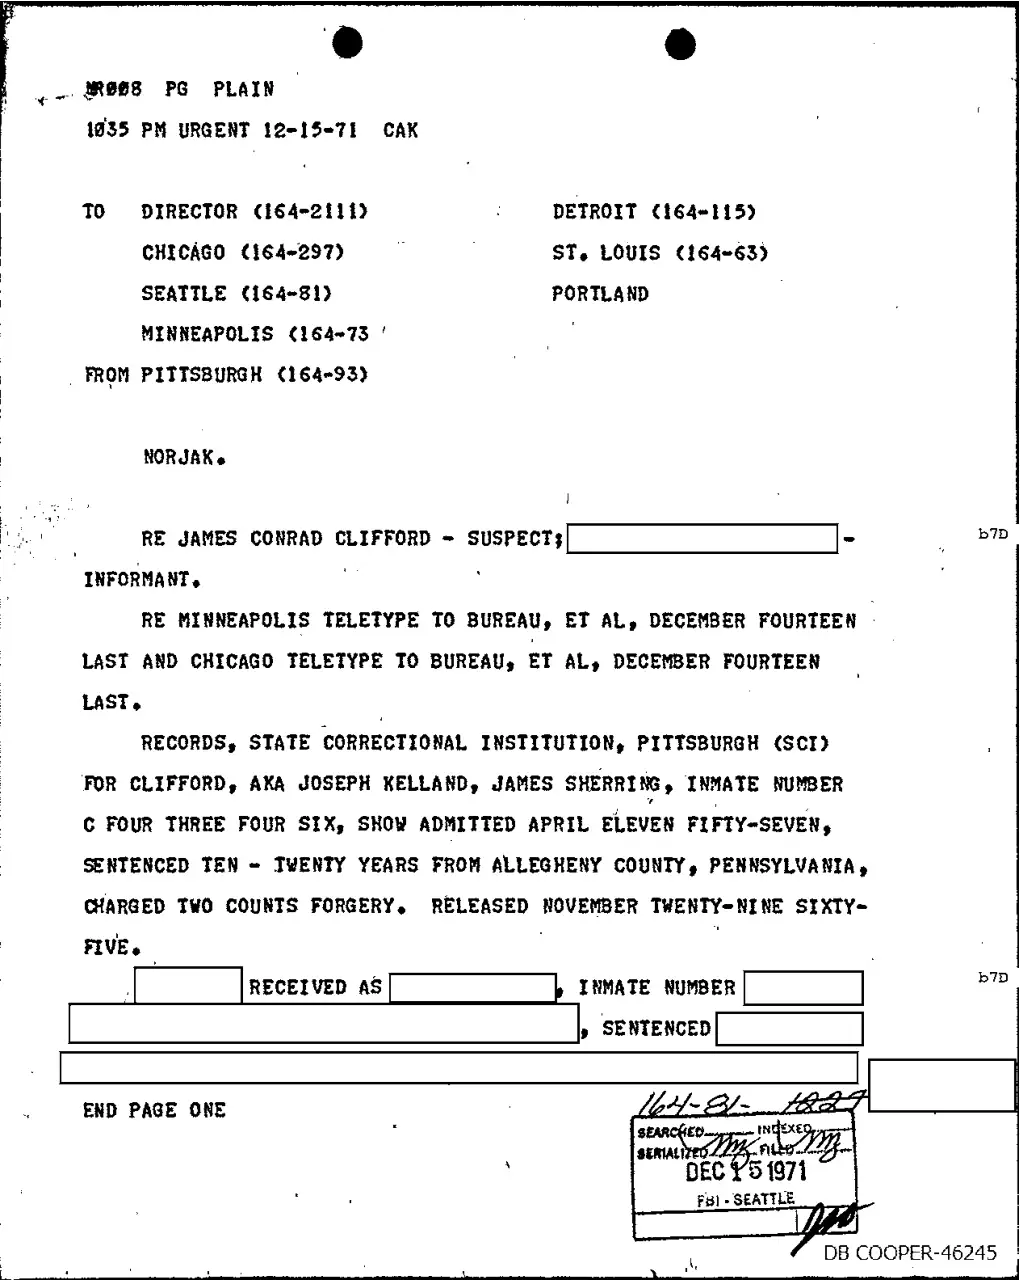 NR008 PG PLAIN
1035 PM URGENT 12-15-71 CAK
TO DIRECTOR (164-2111) DETROIT (164-115)
CHICAGO (164-297) ST. LOUIS (164-63)
SEATTLE (164-81) PORTLAND
MINNEAPOLIS (164-73
FROM PITTSBURGH (164-93)
NORJAK.
RE JAMES CONRAD CLIFFORD - SUSPECT; - b7D
INFORMANT.
RE MINNEAPOLIS TELETYPE TO BUREAU, ET AL, DECEMBER FOURTEEN
LAST AND CHICAGO TELETYPE TO BUREAU, ET AL, DECEMBER FOURTEEN
LAST.
RECORDS, STATE CORRECTIONAL INSTITUTION, PITTSBURGH (SCI)
FOR CLIFFORD, AKA JOSEPH KELLAND, JAMES SHERRING, INMATE NUMBER
C FOUR THREE FOUR SIX, SHOW ADMITTED APRIL ELEVEN FIFTY-SEVEN,
SENTENCED TEN - TWENTY YEARS FROM ALLEGHENY COUNTY, PENNSYLVANIA,
CHARGED TWO COUNTS FORGERY. RELEASED NOVEMBER TWENTY-NINE SIXTY-
FIVE.
RECEIVED AS , INMATE NUMBER b7D
, SENTENCED
END PAGE ONE
164-81-
SEARCHED INDEXED
SERIALIZED FILED
DEC 15 1971
FBI - SEATTLE
DB COOPER-46245